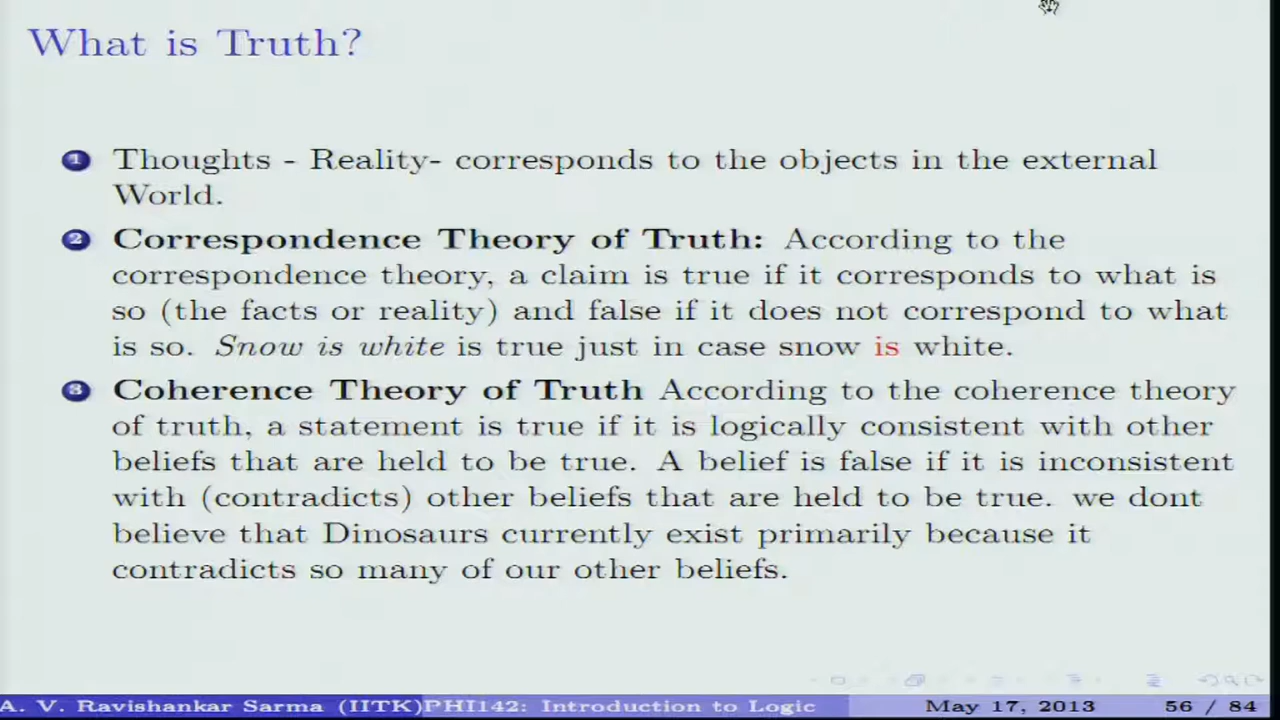 What is Truth?
1 Thoughts - Reality- corresponds to the objects in the external
World.
2 Correspondence Theory of Truth: According to the
correspondence theory, a claim is true if it corresponds to what is
so (the facts or reality) and false if it does not correspond to what
is so. Snow is white is true just in case snow is white.
3 Coherence Theory of Truth According to the coherence theory
of truth, a statement is true if it is logically consistent with other
beliefs that are held to be true. A belief is false if it is inconsistent
with (contradicts) other beliefs that are held to be true. we dont
believe that Dinosaurs currently exist primarily because it
contradicts so many of our other beliefs.
A. V. Ravishankar Sarma (IITK) PHI142: Introduction to Logic May 17, 2013 56 / 84